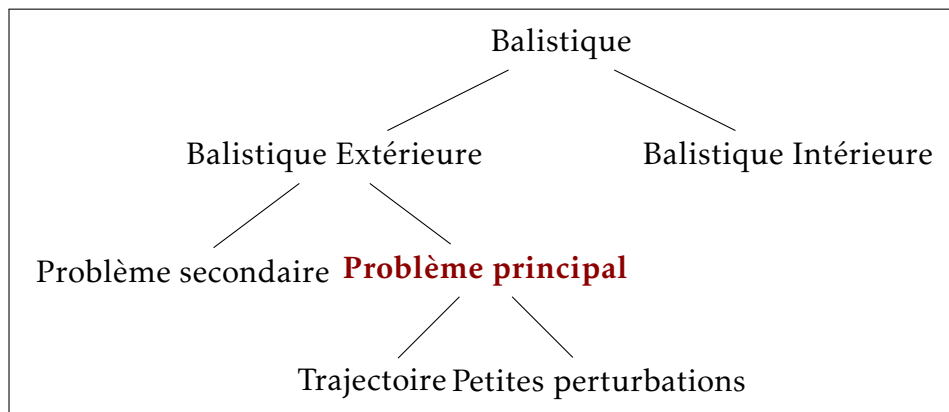 Balistique
Balistique Extérieure Balistique Intérieure
Problème secondaire Problème principal
Trajectoire Petites perturbations